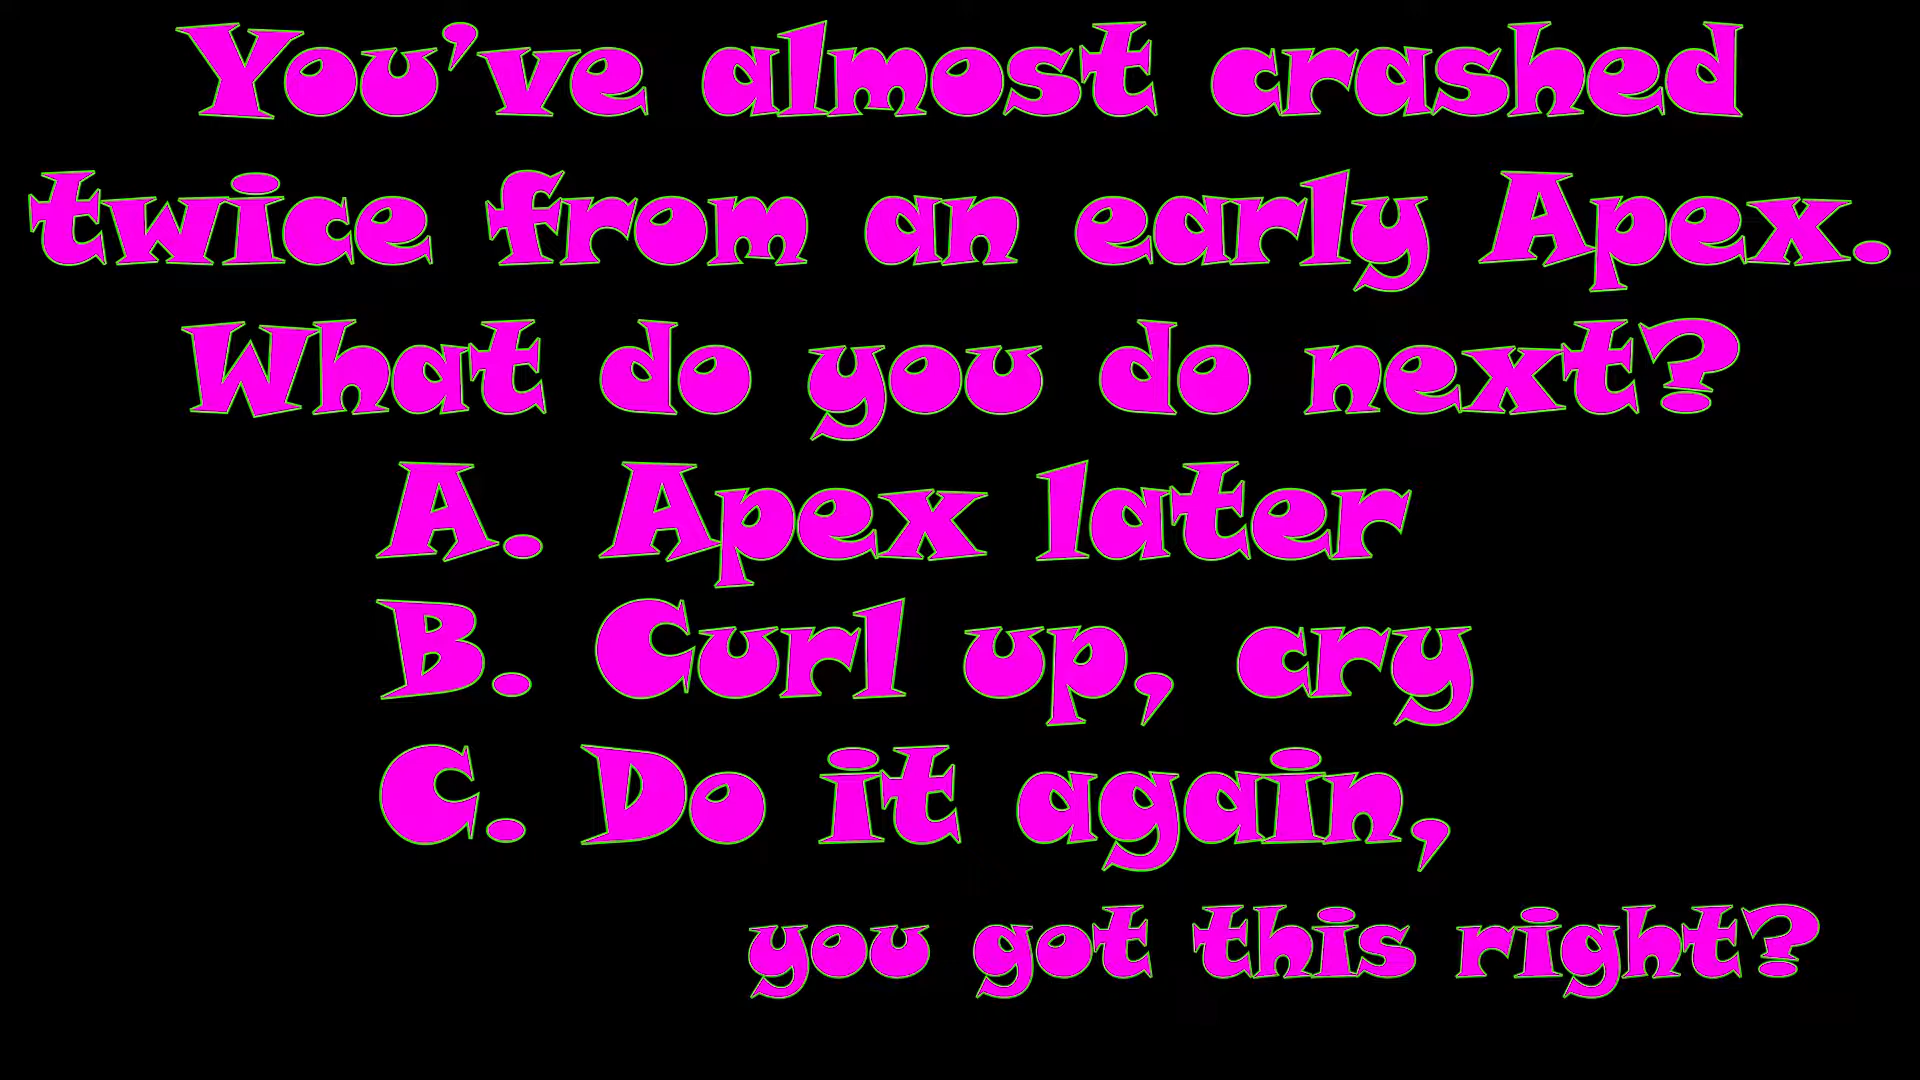 You've almost crashed
twice from an early Apex.
What do you do next?
A. Apex later
B. Curl up, cry
C. Do it again,
you got this right?